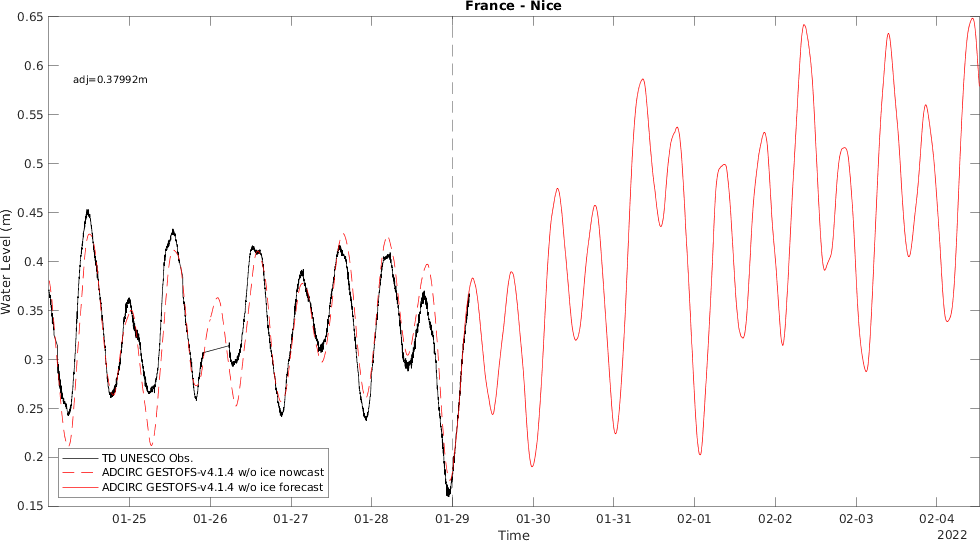 France - Nice
0.65
0.6
0.55
0.5
0.45
0.4
0.35
0.3
0.25
0.2
0.15
Water Level (m)
adj=0.37992m
TD UNESCO Obs.
ADCIRC GESTOFS-v4.1.4 w/o ice nowcast
ADCIRC GESTOFS-v4.1.4 w/o ice forecast
01-25 01-26 01-27 01-28 01-29 01-30 01-31 02-01 02-02 02-03 02-04
Time
2022